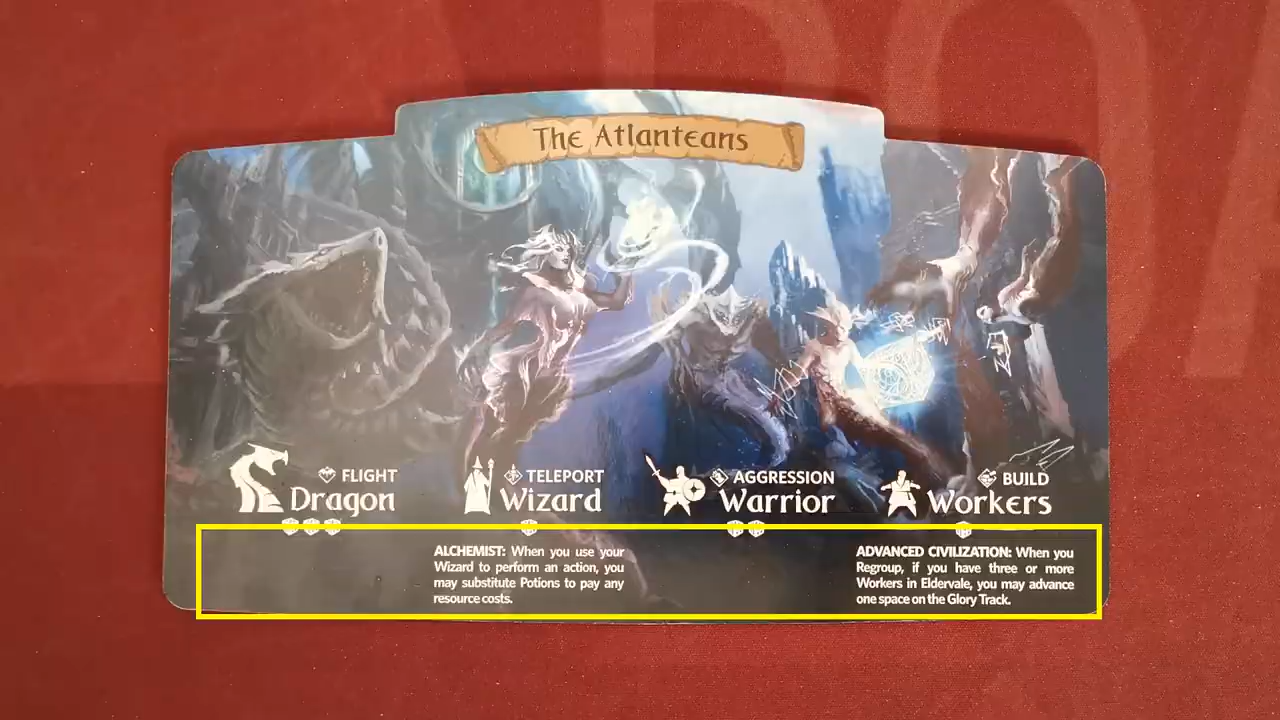 The Atlanteans
FLIGHT
Dragon
TELEPORT
Wizard
AGGRESSION
Warrior
BUILD
Workers
ALCHEMIST: When you use your
Wizard to perform an action, you
may substitute Potions to pay any
resource costs.
ADVANCED CIVILIZATION: When you
Regroup, if you have three or more
Workers in Eldervale, you may advance
one space on the Glory Track.